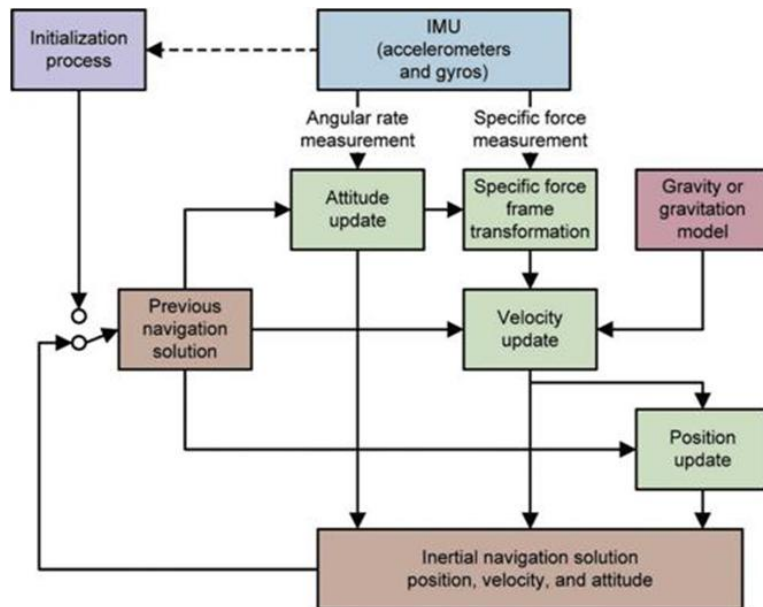 Initialization
process
IMU
(accelerometers
and gyros)
Angular rate
measurement
Specific force
measurement
Attitude
update
Specific force
frame
transformation
Gravity or
gravitation
model
Previous
navigation
solution
Velocity
update
Position
update
Inertial navigation solution
position, velocity, and attitude